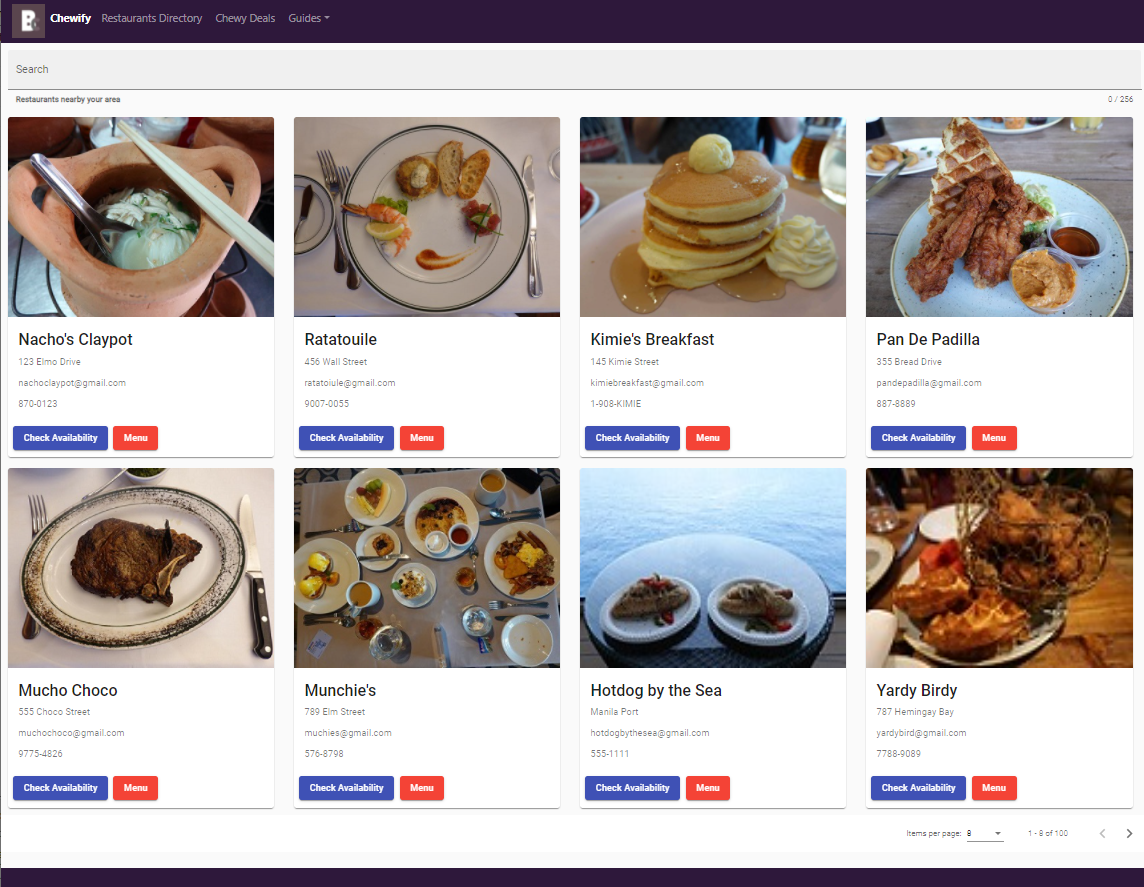 Chewify Restaurants Directory Chewy Deals Guides
Search
Restaurants nearby your area 0 / 256
Nacho's Claypot
123 Elmo Drive
nachoclaypot@gmail.com
870-0123
Check Availability Menu
Ratatouile
456 Wall Street
ratatoiule@gmail.com
9007-0055
Check Availability Menu
Kimie's Breakfast
145 Kimie Street
kimiebreakfast@gmail.com
1-908-KIMIE
Check Availability Menu
Pan De Padilla
355 Bread Drive
pandepadilla@gmail.com
887-8889
Check Availability Menu
Mucho Choco
555 Choco Street
muchochoco@gmail.com
9775-4826
Check Availability Menu
Munchie's
789 Elm Street
muchies@gmail.com
576-8798
Check Availability Menu
Hotdog by the Sea
Manila Port
hotdogbythesea@gmail.com
555-1111
Check Availability Menu
Yardy Birdy
787 Hemingay Bay
yardybird@gmail.com
7788-9089
Check Availability Menu
Items per page: 8 1 - 8 of 100